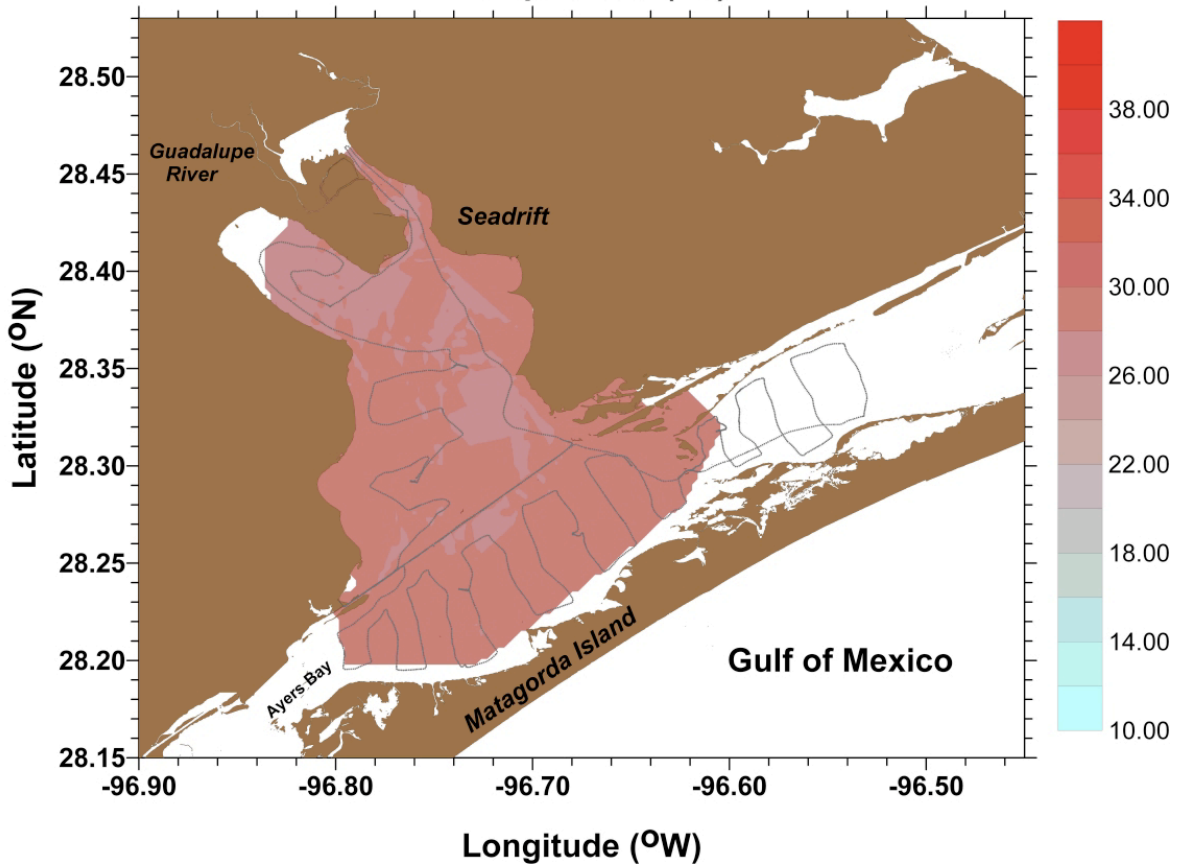 28.50
28.45
28.40
28.35
28.30
28.25
28.20
28.15
Latitude (ᴼN)
Guadalupe
River
Seadrift
Ayers Bay
Matagorda Island
Gulf of Mexico
-96.90
-96.80
-96.70
-96.60
-96.50
Longitude (ᴼW)
38.00
34.00
30.00
26.00
22.00
18.00
14.00
10.00